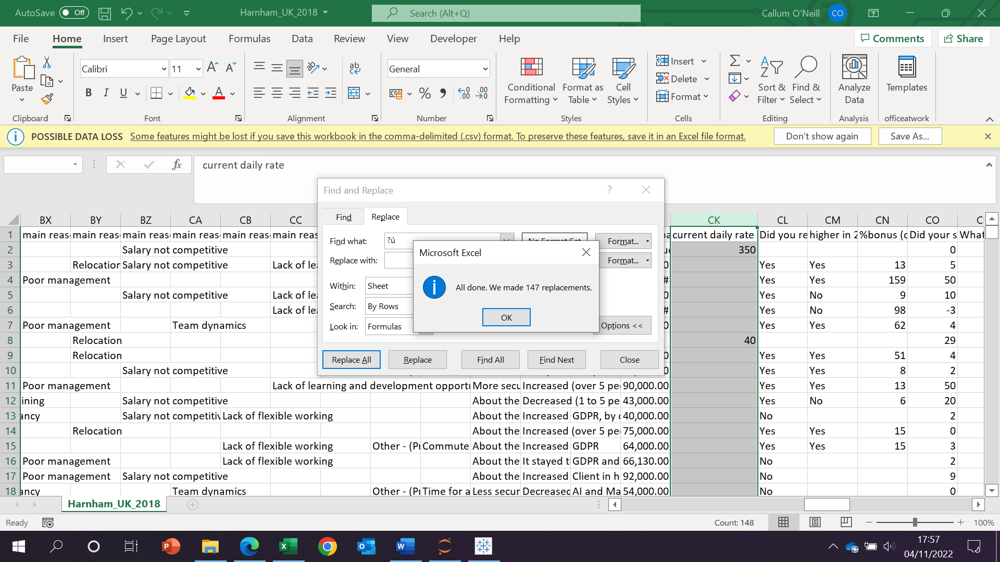 AutoSave Off Harnham_UK_2018 Search (Alt+Q) Callum O'Neill CO
File Home Insert Page Layout Formulas Data Review View Developer Help Comments Share
Calibri 11 General
Paste
B I U
Conditional Formatting
Format as Table
Cell Styles
Insert
Delete
Format
Sort & Filter
Find & Select
Analyze Data
Templates
Clipboard Font Alignment Number Styles Cells Editing Analysis officeatwork
POSSIBLE DATA LOSS Some features might be lost if you save this workbook in the comma-delimited (.csv) format. To preserve these features, save it in an Excel file format. Don't show again Save As...
fx current daily rate
Find and Replace ?
Find Replace
Find what: ?ú No Format Set Format...
Replace with: Format...
Within: Sheet
Search: By Rows
Look in: Formulas
Options <<
Replace All Replace Find All Find Next Close
Microsoft Excel
All done. We made 147 replacements.
OK
BX BY BZ CA CB CC CK CL CM CN CO
1 main reas main reas main reas main reas main reas main reas current daily rate Did you re higher in 2 %bonus (c Did your s What
2 Salary not competitive 350 0
3 Relocation Salary not competitive Lack of lea 0 Yes Yes 13 5
4 Poor management # Yes Yes 159 50
5 Salary not competitive Lack of lea 0 Yes No 9 10
6 Lack of lea # Yes No 98 -3
7 Poor management Team dynamics 0 Yes Yes 62 4
8 Relocation 40 29
9 Relocation 0 Yes Yes 51 4
10 Salary not competitive 0 Yes Yes 8 2
11 Poor management Lack of learning and development opportu More secu Increased (over 5 pe 90,000.00 Yes Yes 13 50
12 ining Salary not competitive About the Decreased (1 to 5 pe 43,000.00 Yes No 6 20
13 ancy Salary not competitiv Lack of flexible working About the Increased GDPR, by 40,000.00 No 2
14 Relocation About the Increased (over 5 pe 75,000.00 Yes Yes 15 0
15 Lack of flexible working Other - (Pr Commute About the Increased GDPR 64,000.00 Yes Yes 15 3
16 Poor management Lack of flexible working About the It stayed t GDPR and 66,130.00 No 2
17 Poor management Salary not competitive About the Increased Client in h 92,000.00 No 9
18 ancy Team dynamics Other - (Pr Time for a Less secur Decreased AI and Ma 54,000.00 No 0
Harnham_UK_2018
Ready Count: 148 100%
17:57
04/11/2022